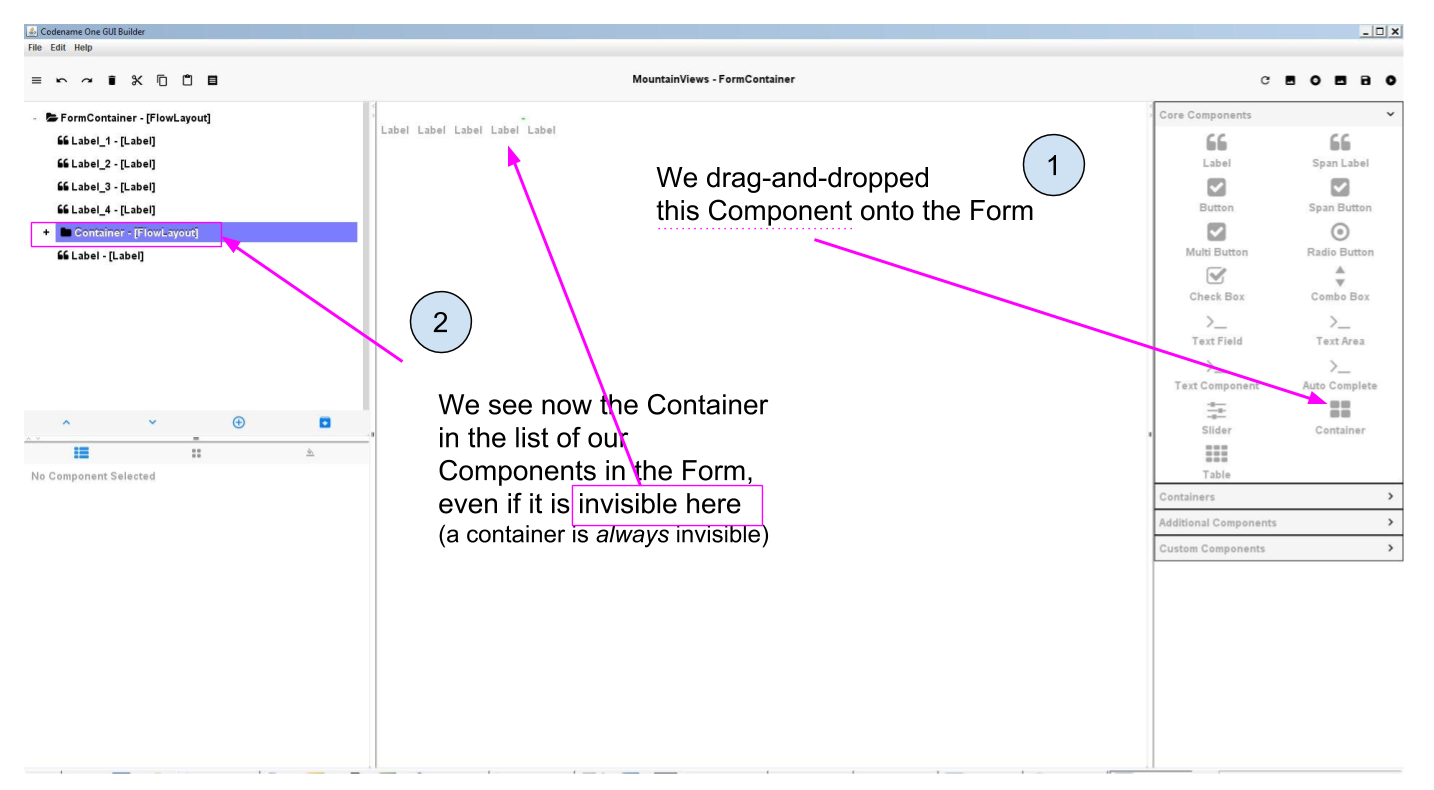 Codename One GUI Builder
File Edit Help
MountainViews - FormContainer
- FormContainer - [FlowLayout]
Label_1 - [Label]
Label_2 - [Label]
Label_3 - [Label]
Label_4 - [Label]
+ Container - [FlowLayout]
Label - [Label]
No Component Selected
Label Label Label Label Label
1
We drag-and-dropped
this Component onto the Form
2
We see now the Container
in the list of our
Components in the Form,
even if it is invisible here
(a container is always invisible)
Core Components
Label Span Label
Button Span Button
Multi Button Radio Button
Check Box Combo Box
Text Field Text Area
Text Component Auto Complete
Slider Container
Table
Containers
Additional Components
Custom Components